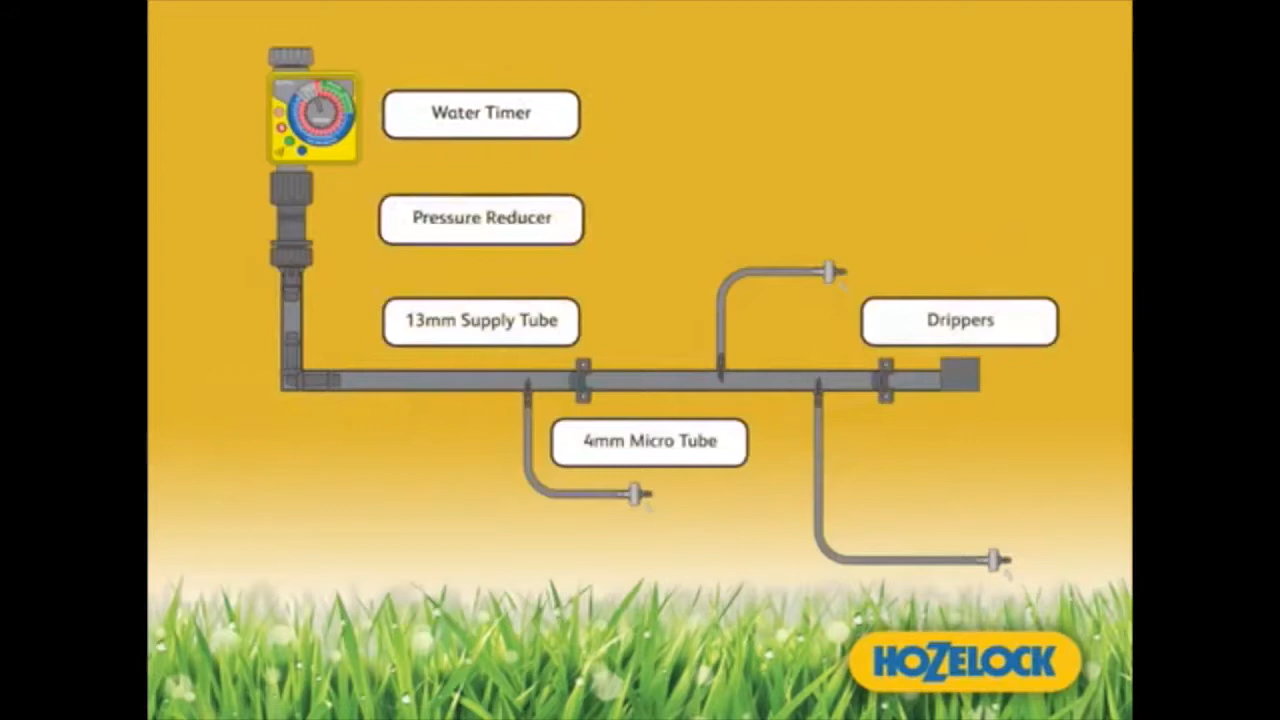 Water Timer
Pressure Reducer
13mm Supply Tube
Drippers
4mm Micro Tube
HOZELOCK